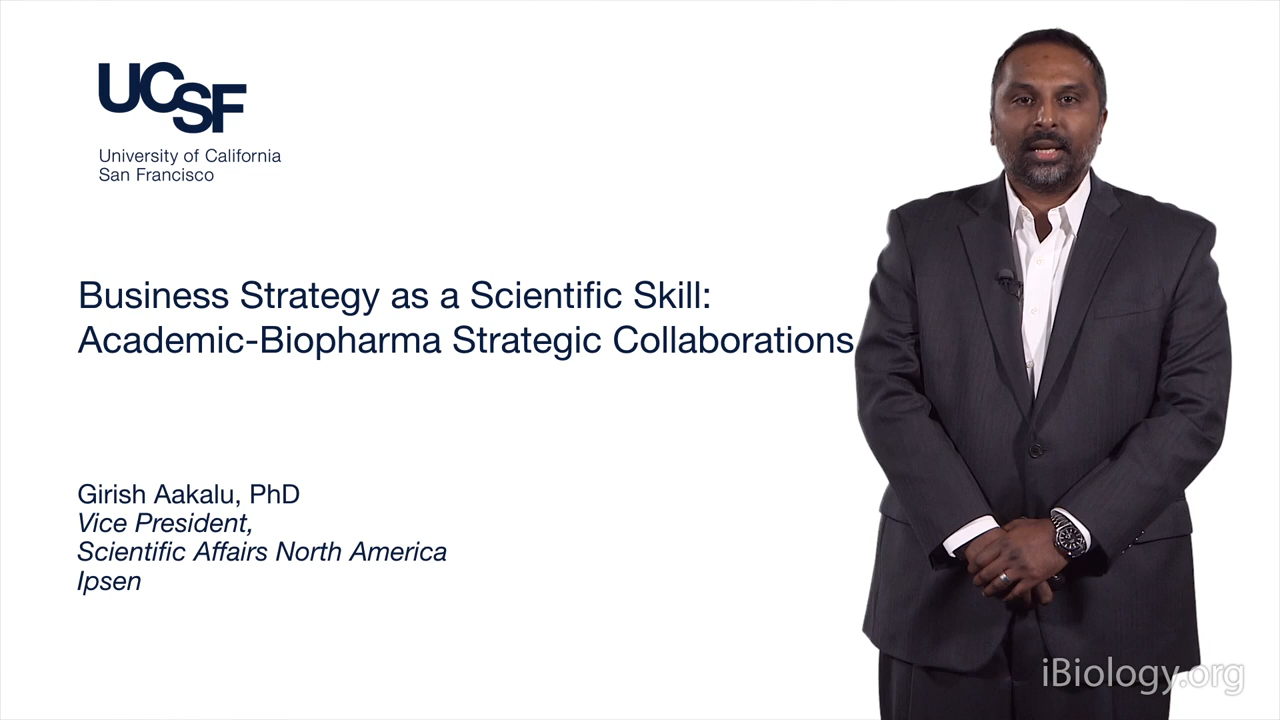 UCSF
University of California
San Francisco
Business Strategy as a Scientific Skill:
Academic-Biopharma Strategic Collaborations
Girish Aakalu, PhD
Vice President,
Scientific Affairs North America
Ipsen
iBiology.org